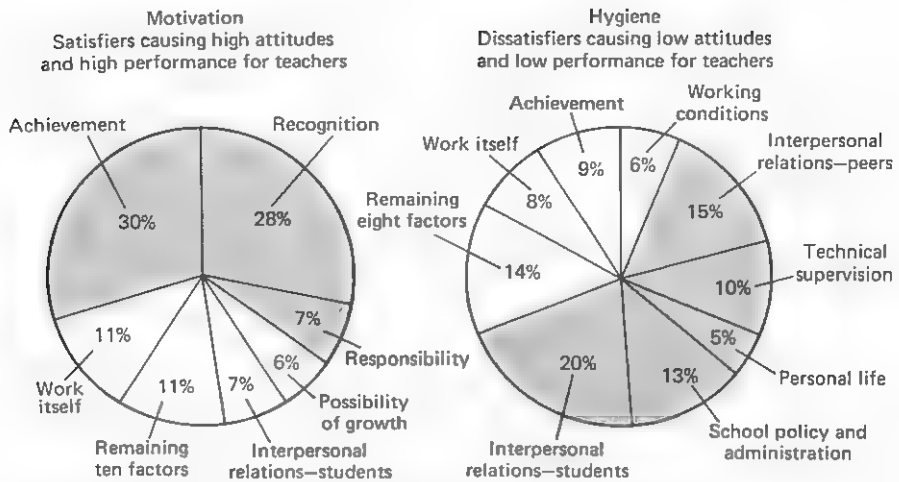 Motivation
Satisfiers causing high attitudes
and high performance for teachers
Achievement
Recognition
30%
28%
7%
Responsibility
6%
Possibility
of growth
7%
Interpersonal
relations—students
11%
Remaining
ten factors
11%
Work
itself
Hygiene
Dissatisfiers causing low attitudes
and low performance for teachers
Achievement
9%
Working
conditions
6%
Interpersonal
relations—peers
15%
Technical
supervision
10%
5%
Personal life
13%
School policy and
administration
20%
Interpersonal
relations—students
14%
Remaining
eight factors
Work itself
8%